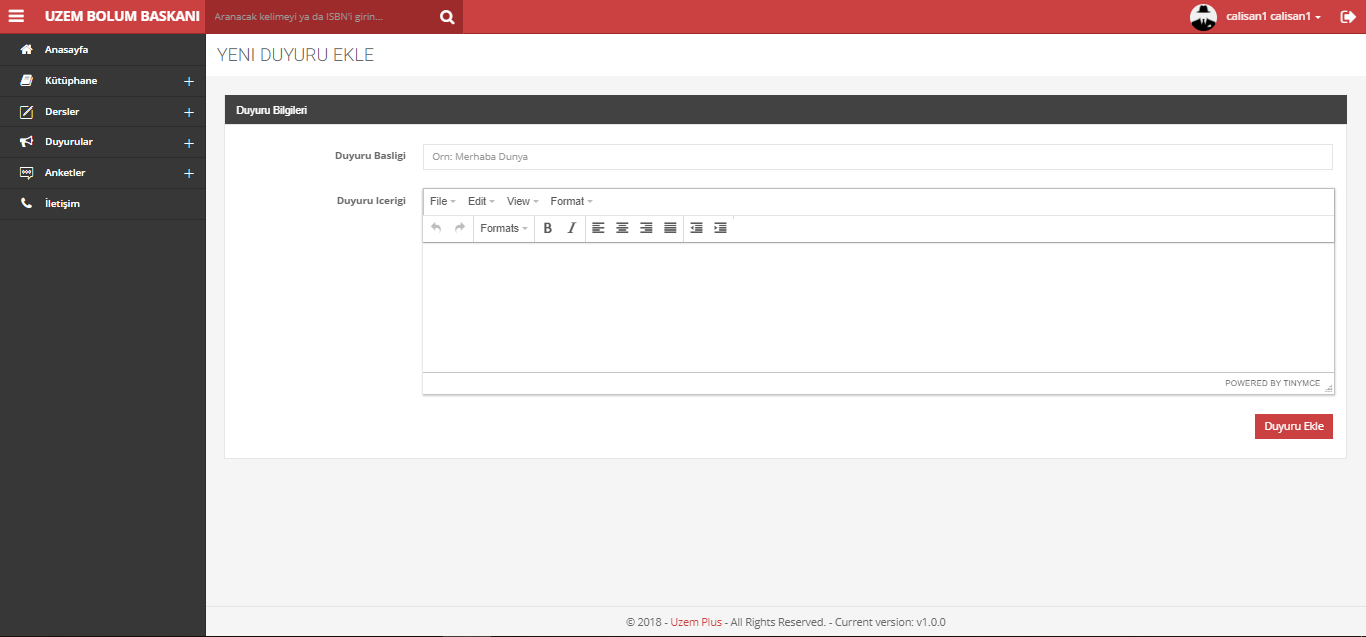 UZEM BOLUM BASKANI
Aranacak kelimeyi ya da ISBN'i girin...
calisan1 calisan1
Anasayfa
Kütüphane
Dersler
Duyurular
Anketler
İletişim
YENI DUYURU EKLE
Duyuru Bilgileri
Duyuru Basligi
Orn: Merhaba Dunya
Duyuru Icerigi
File Edit View Format
Formats B I
POWERED BY TINYMCE
Duyuru Ekle
© 2018 - Uzem Plus - All Rights Reserved. - Current version: v1.0.0